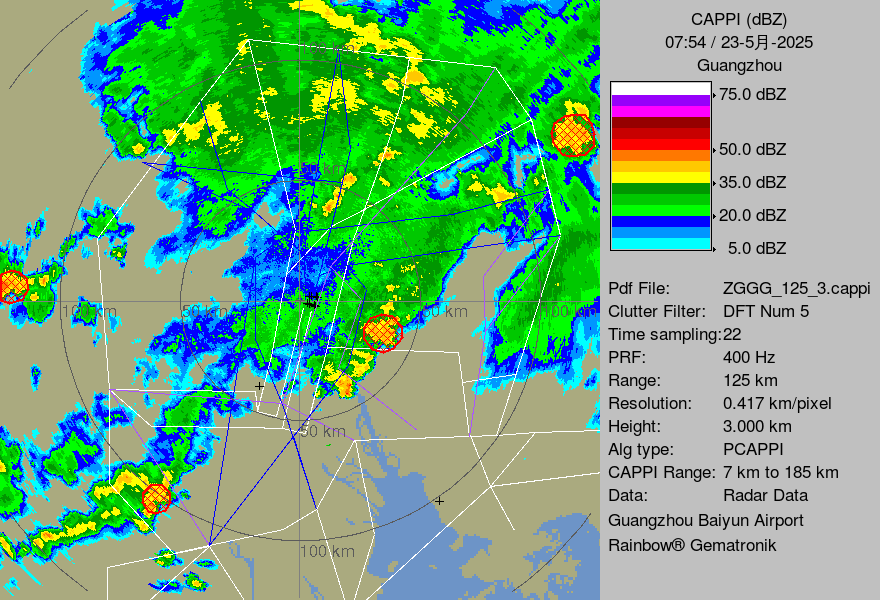 CAPPI (dBZ)
07:54 / 23-5月-2025
Guangzhou
75.0 dBZ
50.0 dBZ
35.0 dBZ
20.0 dBZ
5.0 dBZ
Pdf File: ZGGG_125_3.cappi
Clutter Filter: DFT Num 5
Time sampling:22
PRF: 400 Hz
Range: 125 km
Resolution: 0.417 km/pixel
Height: 3.000 km
Alg type: PCAPPI
CAPPI Range: 7 km to 185 km
Data: Radar Data
Guangzhou Baiyun Airport
Rainbow® Gematronik
100 km
50 km
100 km
50 km
50 km
100 km
50 km
100 km